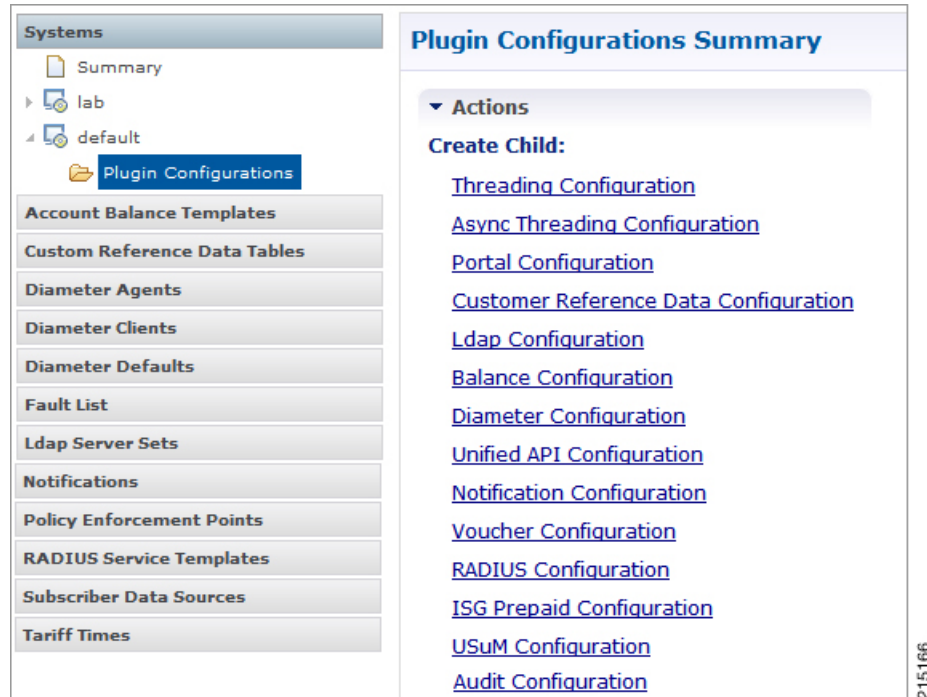 Systems
Summary
lab
default
Plugin Configurations
Account Balance Templates
Custom Reference Data Tables
Diameter Agents
Diameter Clients
Diameter Defaults
Fault List
Ldap Server Sets
Notifications
Policy Enforcement Points
RADIUS Service Templates
Subscriber Data Sources
Tariff Times
Plugin Configurations Summary
Actions
Create Child:
Threading Configuration
Async Threading Configuration
Portal Configuration
Customer Reference Data Configuration
Ldap Configuration
Balance Configuration
Diameter Configuration
Unified API Configuration
Notification Configuration
Voucher Configuration
RADIUS Configuration
ISG Prepaid Configuration
USuM Configuration
Audit Configuration
215166